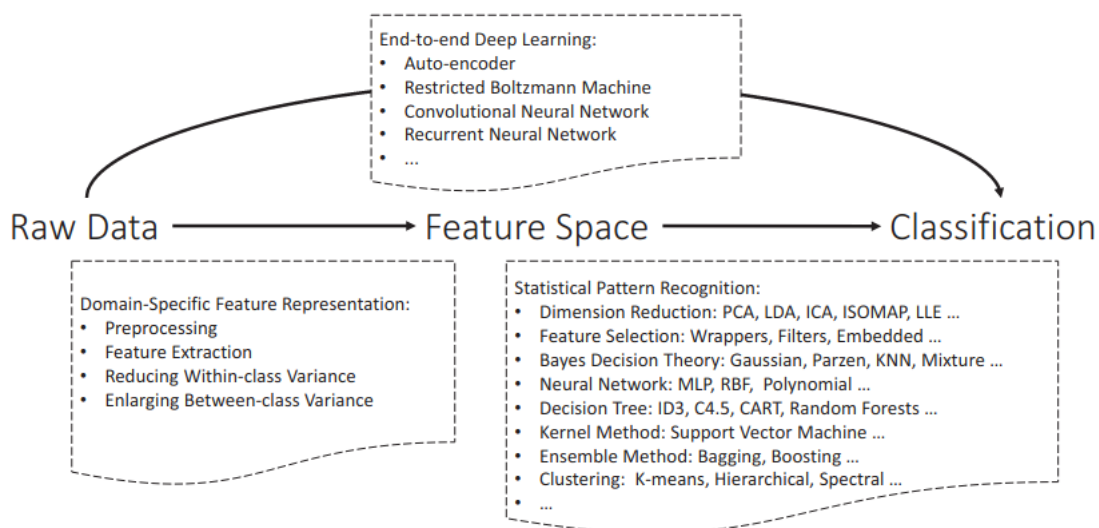 End-to-end Deep Learning:
• Auto-encoder
• Restricted Boltzmann Machine
• Convolutional Neural Network
• Recurrent Neural Network
• ...
Raw Data
Feature Space
Classification
Domain-Specific Feature Representation:
• Preprocessing
• Feature Extraction
• Reducing Within-class Variance
• Enlarging Between-class Variance
Statistical Pattern Recognition:
• Dimension Reduction: PCA, LDA, ICA, ISOMAP, LLE ...
• Feature Selection: Wrappers, Filters, Embedded ...
• Bayes Decision Theory: Gaussian, Parzen, KNN, Mixture ...
• Neural Network: MLP, RBF, Polynomial ...
• Decision Tree: ID3, C4.5, CART, Random Forests ...
• Kernel Method: Support Vector Machine ...
• Ensemble Method: Bagging, Boosting ...
• Clustering: K-means, Hierarchical, Spectral ...
• ...